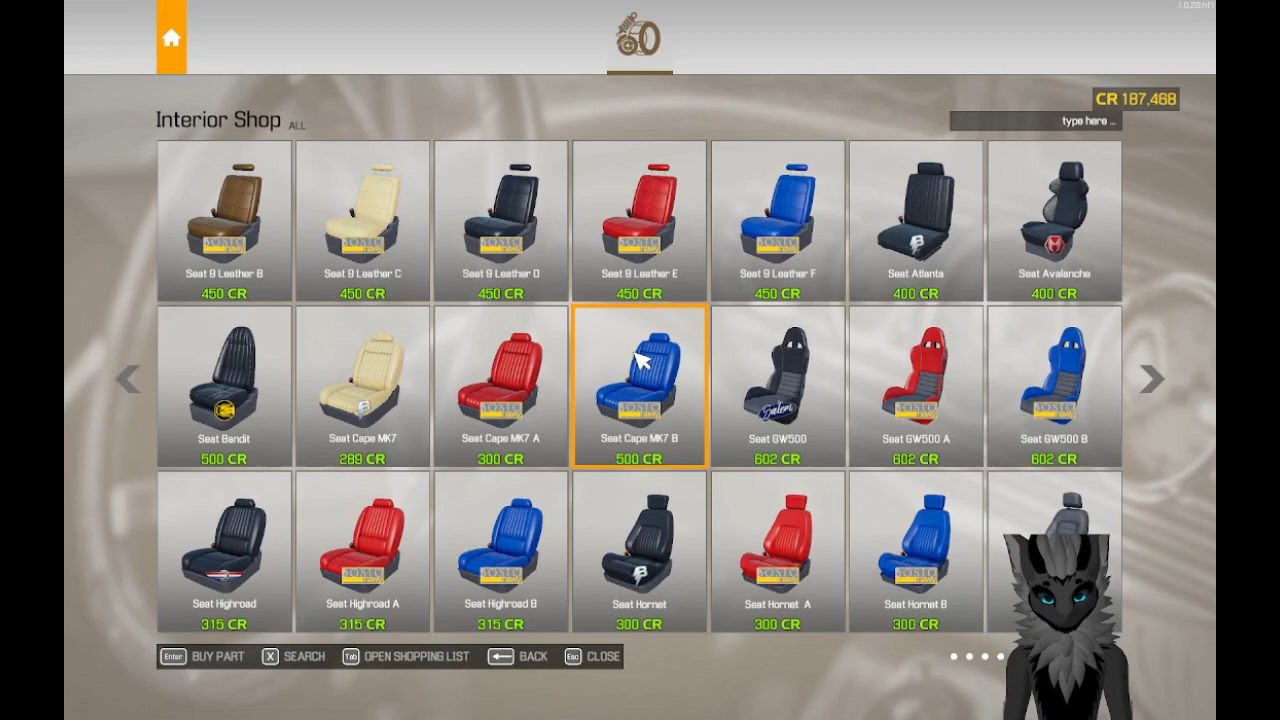 1.0.29.hf1
CR 187,468
Interior Shop ALL
type here ...
Seat 9 Leather B
Seat 9 Leather C
Seat 9 Leather D
Seat 9 Leather E
Seat 9 Leather F
Seat Atlanta
Seat Avalanche
450 CR
450 CR
450 CR
450 CR
450 CR
400 CR
400 CR
Salem
Seat Bandit
Seat Cape MK7
Seat Cape MK7 A
Seat Cape MK7 B
Seat GW500
Seat GW500 A
Seat GW500 B
500 CR
289 CR
300 CR
500 CR
602 CR
602 CR
602 CR
Seat Highroad
Seat Highroad A
Seat Highroad B
Seat Hornet
Seat Hornet A
Seat Hornet B
315 CR
315 CR
315 CR
300 CR
300 CR
300 CR
Enter BUY PART X SEARCH Tab OPEN SHOPPING LIST BACK Esc CLOSE